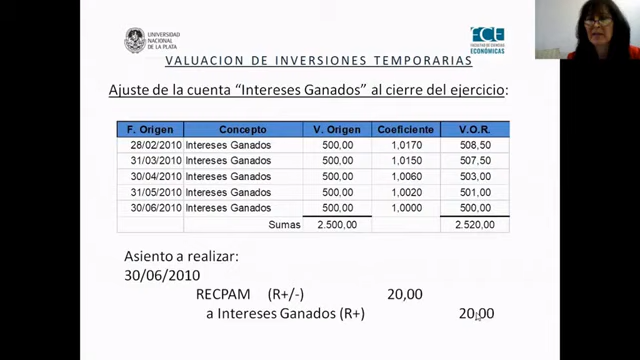 UNIVERSIDAD
NACIONAL
DE LA PLATA
FCE
FACULTAD DE CIENCIAS
ECONÓMICAS
VALUACION DE INVERSIONES TEMPORARIAS
Ajuste de la cuenta “Intereses Ganados” al cierre del ejercicio:
F. Origen Concepto V. Origen Coeficiente V.O.R.
28/02/2010 Intereses Ganados 500,00 1,0170 508,50
31/03/2010 Intereses Ganados 500,00 1,0150 507,50
30/04/2010 Intereses Ganados 500,00 1,0060 503,00
31/05/2010 Intereses Ganados 500,00 1,0020 501,00
30/06/2010 Intereses Ganados 500,00 1,0000 500,00
Sumas 2.500,00 2.520,00
Asiento a realizar:
30/06/2010
RECPAM (R+/-) 20,00
a Intereses Ganados (R+) 20,00